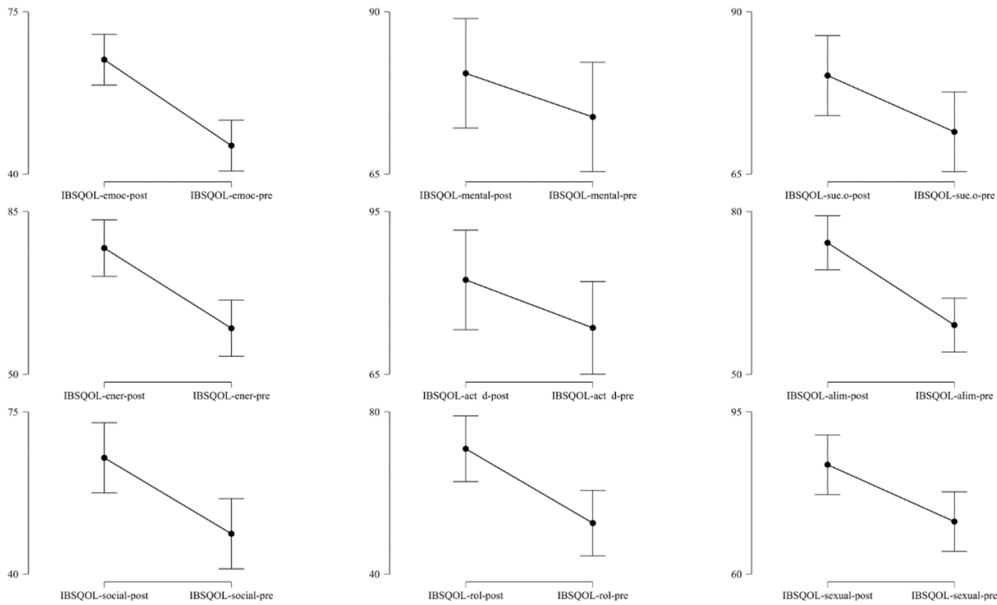 75
40
IBSQOL-emoc-post IBSQOL-emoc-pre
90
65
IBSQOL-mental-post IBSQOL-mental-pre
90
65
IBSQOL-sue.o-post IBSQOL-sue.o-pre
85
50
IBSQOL-ener-post IBSQOL-ener-pre
95
65
IBSQOL-act d-post IBSQOL-act d-pre
80
50
IBSQOL-alim-post IBSQOL-alim-pre
75
40
IBSQOL-social-post IBSQOL-social-pre
80
40
IBSQOL-rol-post IBSQOL-rol-pre
95
60
IBSQOL-sexual-post IBSQOL-sexual-pre